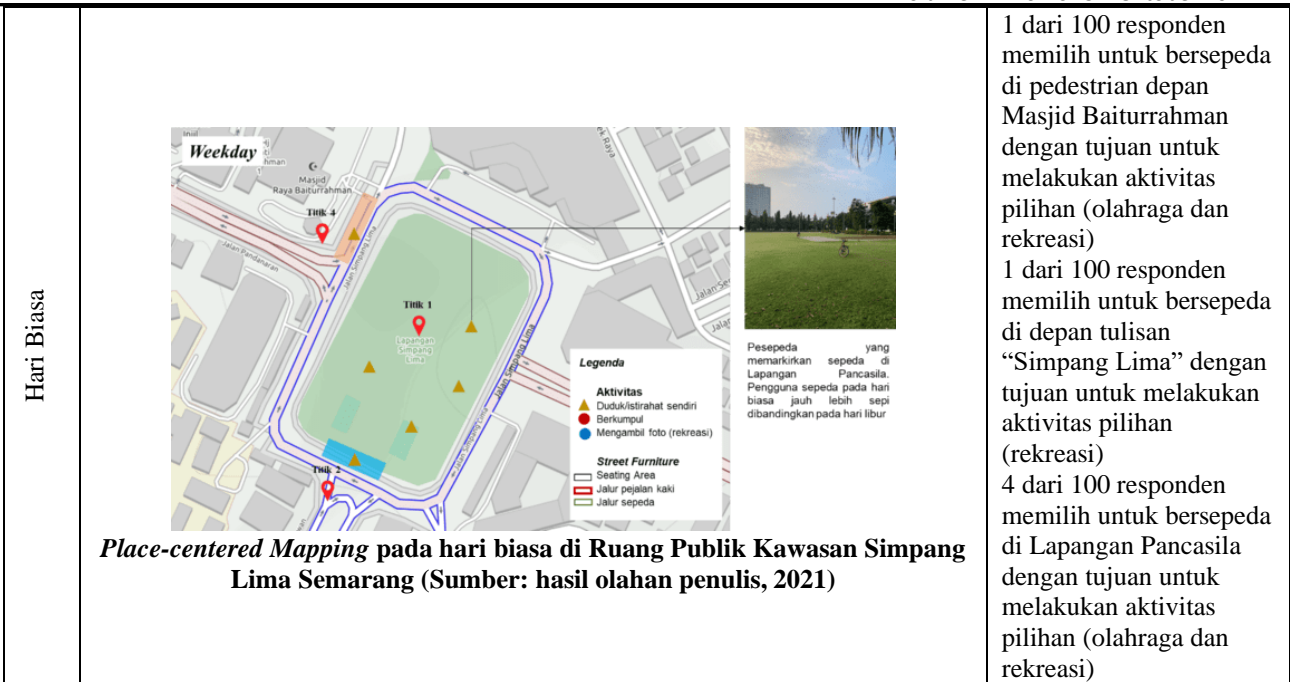 Hari Biasa
Weekday
Masjid
Raya Baiturrahman
Titik 4
Jalan Pandanaran
Jalan Simpang Lima
Titik 1
Lapangan
Simpang
Lima
Jalan Simpang Lima
Jalan Simpang Lima
Titik 2
Legenda
Aktivitas
Duduk/istirahat sendiri
Berkumpul
Mengambil foto (rekreasi)
Street Furniture
Seating Area
Jalur pejalan kaki
Jalur sepeda
Pesepeda yang
memarkirkan sepeda di
Lapangan Pancasila.
Pengguna sepeda pada hari
biasa jauh lebih sepi
dibandingkan pada hari libur
Place-centered Mapping pada hari biasa di Ruang Publik Kawasan Simpang
Lima Semarang (Sumber: hasil olahan penulis, 2021)
1 dari 100 responden
memilih untuk bersepeda
di pedestrian depan
Masjid Baiturrahman
dengan tujuan untuk
melakukan aktivitas
pilihan (olahraga dan
rekreasi)
1 dari 100 responden
memilih untuk bersepeda
di depan tulisan
“Simpang Lima” dengan
tujuan untuk melakukan
aktivitas pilihan
(rekreasi)
4 dari 100 responden
memilih untuk bersepeda
di Lapangan Pancasila
dengan tujuan untuk
melakukan aktivitas
pilihan (olahraga dan
rekreasi)